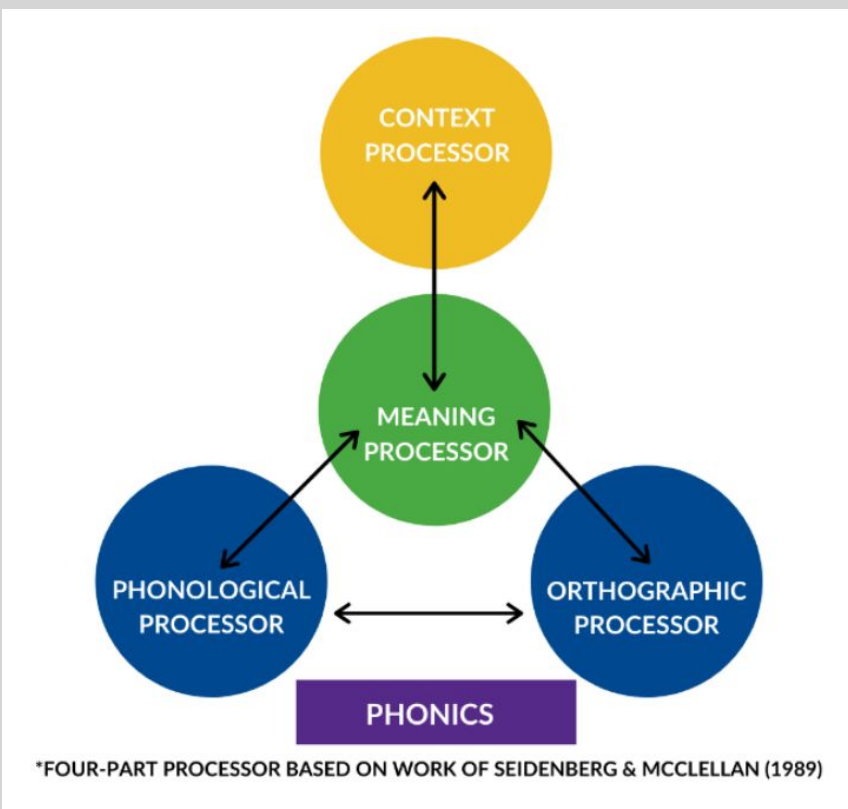 CONTEXT
PROCESSOR
MEANING
PROCESSOR
PHONOLOGICAL
PROCESSOR
ORTHOGRAPHIC
PROCESSOR
PHONICS
*FOUR-PART PROCESSOR BASED ON WORK OF SEIDENBERG & MCCLELLAN (1989)